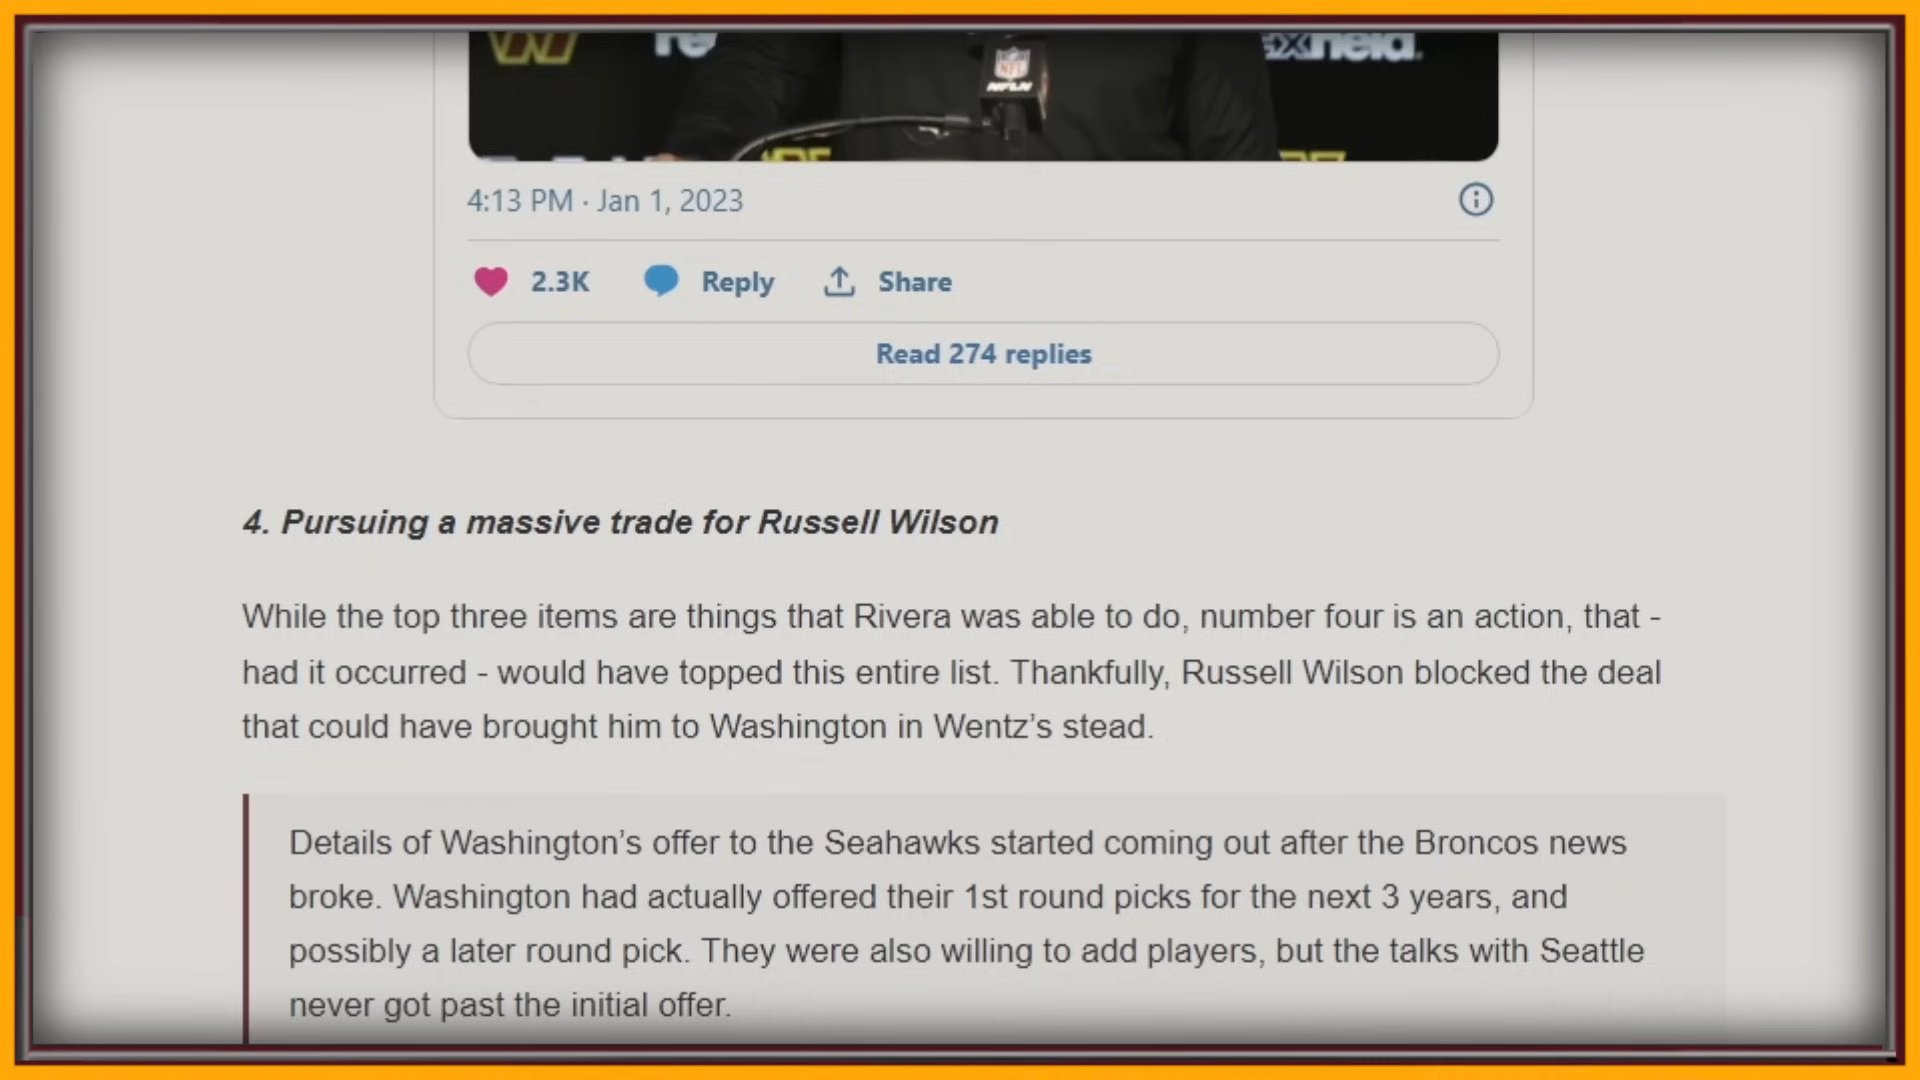 NFL
NFLN
4:13 PM · Jan 1, 2023
2.3K Reply Share
Read 274 replies
4. Pursuing a massive trade for Russell Wilson
While the top three items are things that Rivera was able to do, number four is an action, that -
had it occurred - would have topped this entire list. Thankfully, Russell Wilson blocked the deal
that could have brought him to Washington in Wentz’s stead.
Details of Washington’s offer to the Seahawks started coming out after the Broncos news
broke. Washington had actually offered their 1st round picks for the next 3 years, and
possibly a later round pick. They were also willing to add players, but the talks with Seattle
never got past the initial offer.